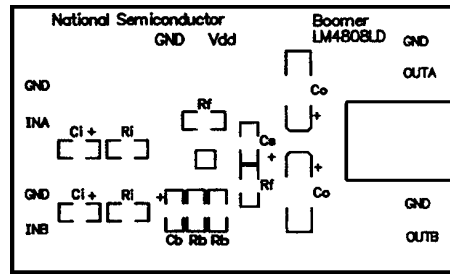 National Semiconductor
Boomer
LM4808LD
GND Vdd
GND
OUTA
GND
Co
Rf
INA
+
Ci + Ri
Cs
+
GND
+
Rf
Co
Ci + Ri
+
GND
INB
Cb Rb Rb
OUTB